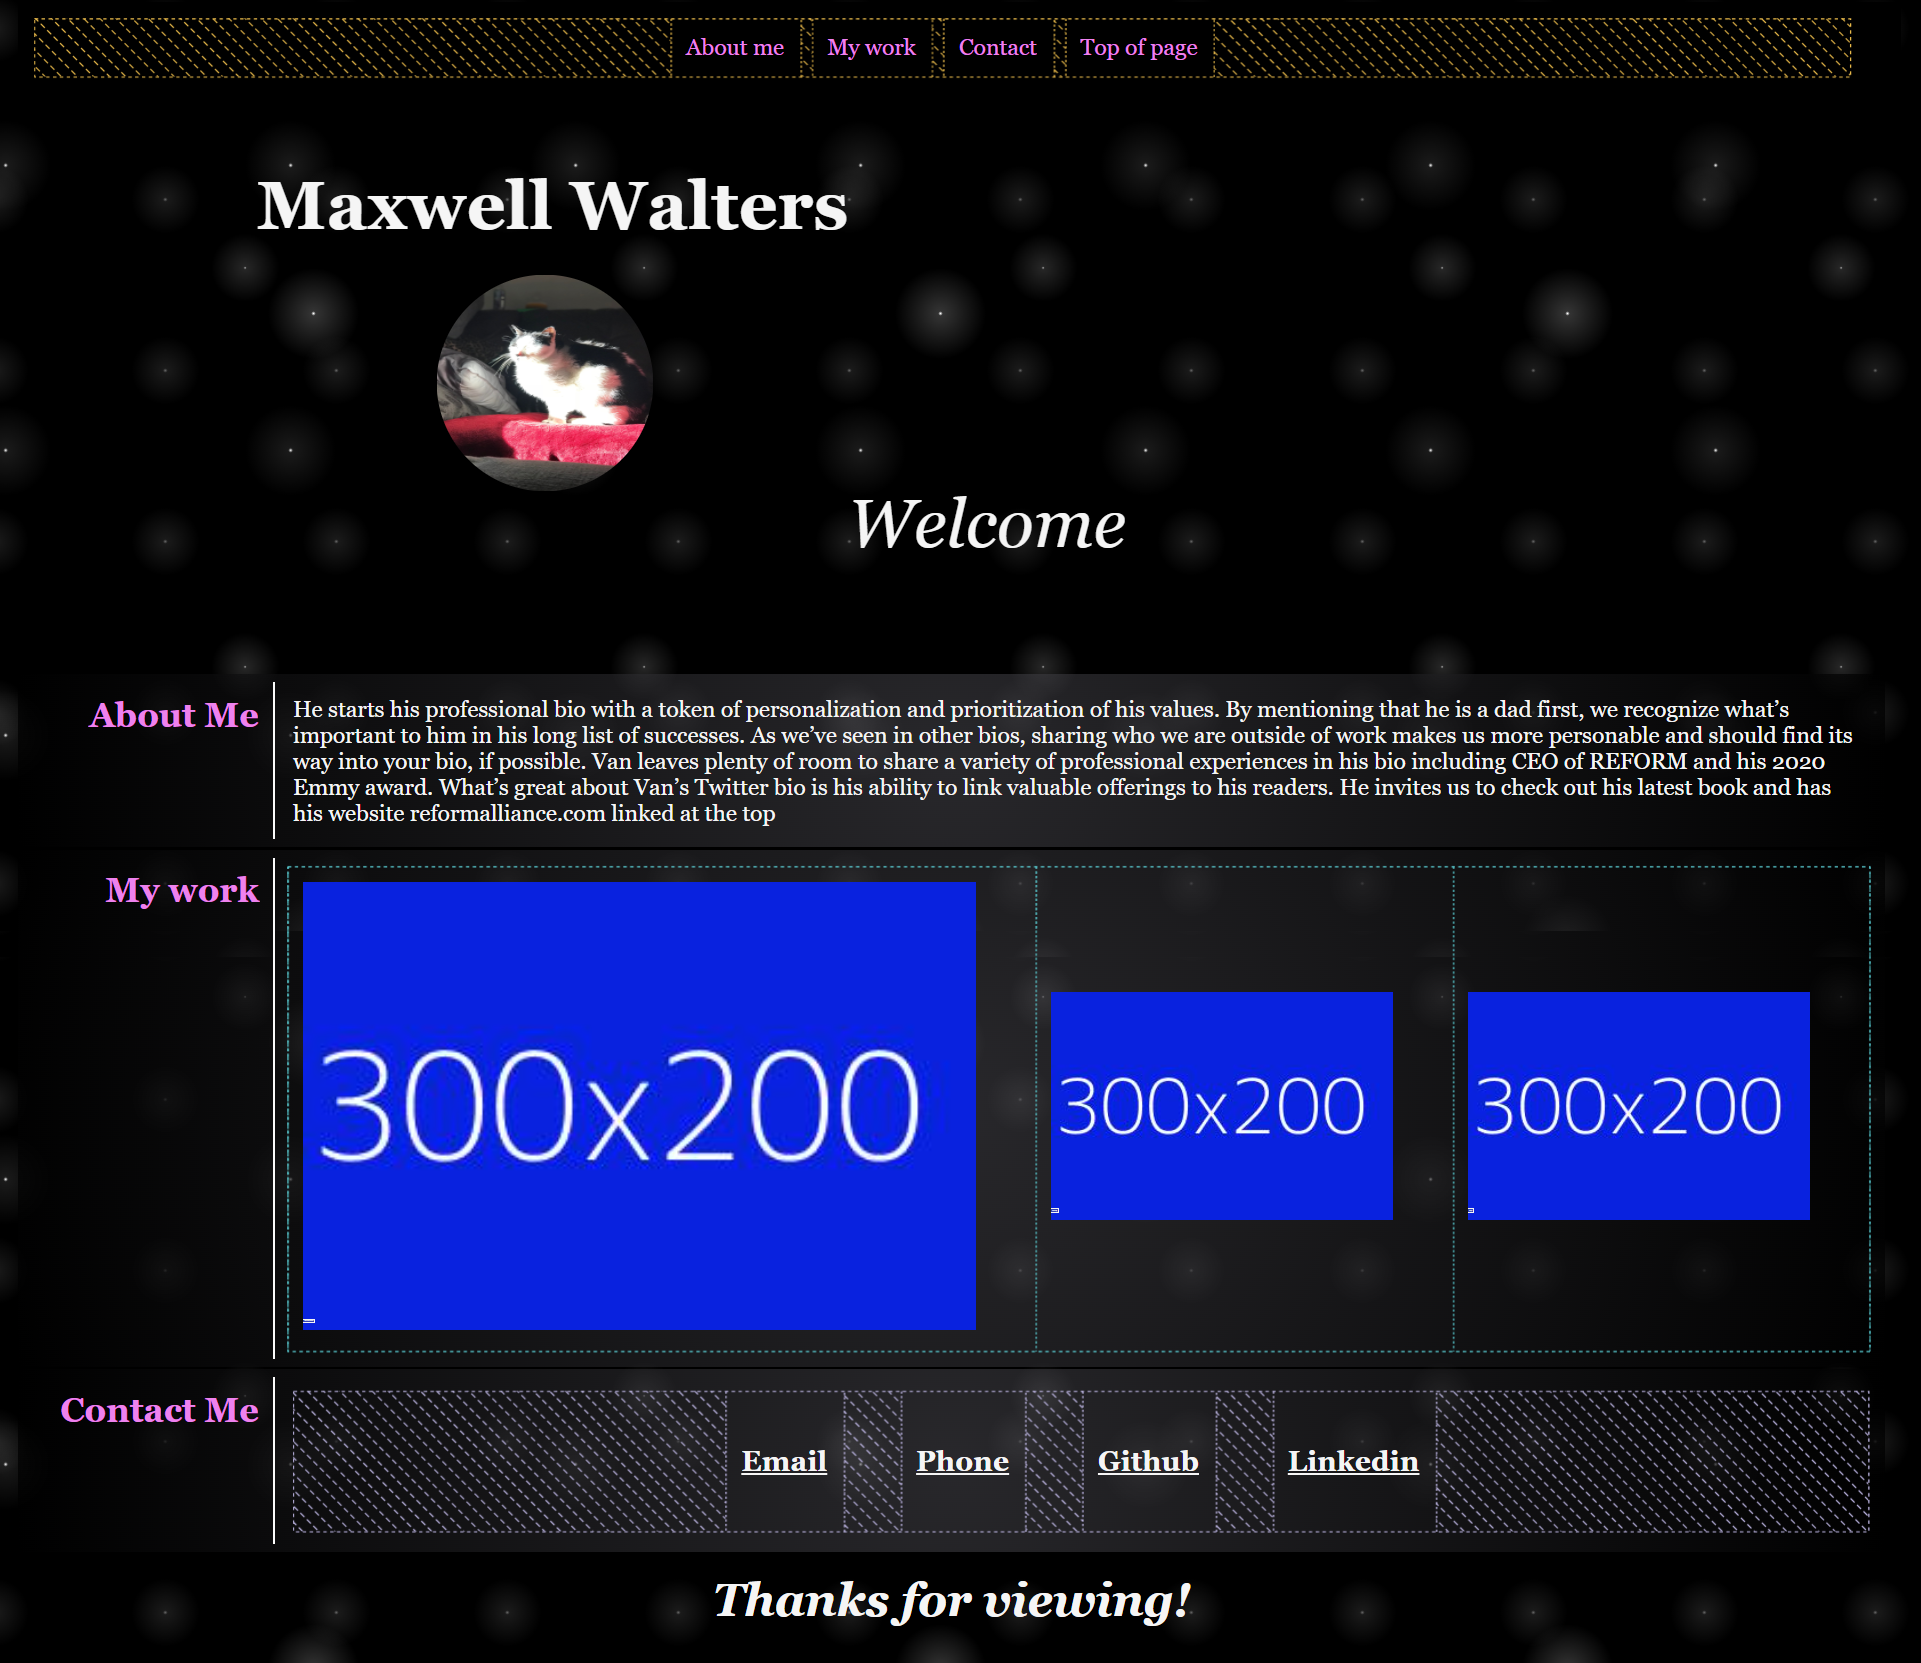 About me My work Contact Top of page
Maxwell Walters
Welcome
About Me
He starts his professional bio with a token of personalization and prioritization of his values. By mentioning that he is a dad first, we recognize what’s
important to him in his long list of successes. As we’ve seen in other bios, sharing who we are outside of work makes us more personable and should find its
way into your bio, if possible. Van leaves plenty of room to share a variety of professional experiences in his bio including CEO of REFORM and his 2020
Emmy award. What’s great about Van’s Twitter bio is his ability to link valuable offerings to his readers. He invites us to check out his latest book and has
his website reformalliance.com linked at the top
My work
300x200 300x200 300x200
Contact Me
Email Phone Github Linkedin
Thanks for viewing!